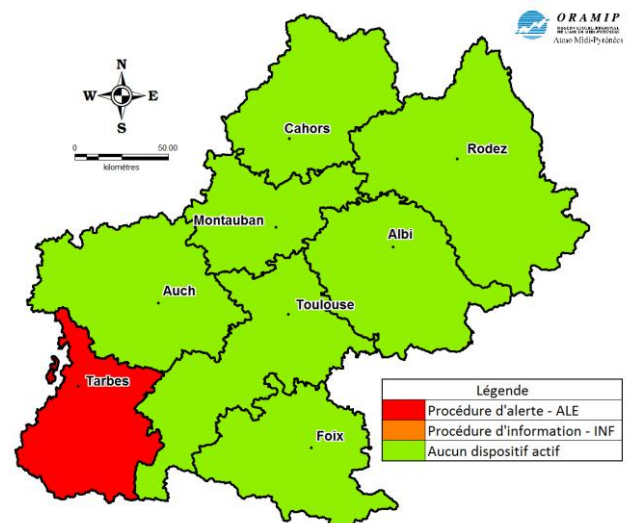 ORAMIP
Atmo Midi-Pyrénées
N
W E
S
0 50.00
kilomètres
Cahors
Rodez
Montauban
Albi
Auch
Toulouse
Tarbes
Foix
Légende
Procédure d'alerte - ALE
Procédure d'information - INF
Aucun dispositif actif